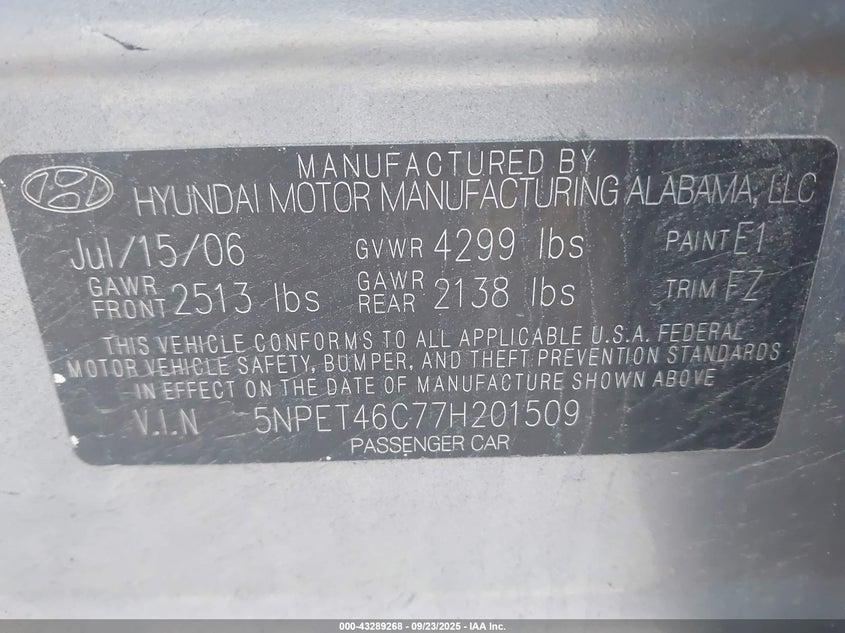 MANUFACTURED BY
HYUNDAI MOTOR MANUFACTURING ALABAMA, LLC
Jul/15/06 GVWR 4299 lbs PAINT E1
GAWR FRONT 2513 lbs GAWR REAR 2138 lbs TRIM FZ
THIS VEHICLE CONFORMS TO ALL APPLICABLE U.S.A. FEDERAL
MOTOR VEHICLE SAFETY, BUMPER, AND THEFT PREVENTION STANDARDS
IN EFFECT ON THE DATE OF MANUFACTURE SHOWN ABOVE
V.I.N 5NPET46C77H201509
PASSENGER CAR
000-43289268 - 09/23/2025 - IAA Inc.